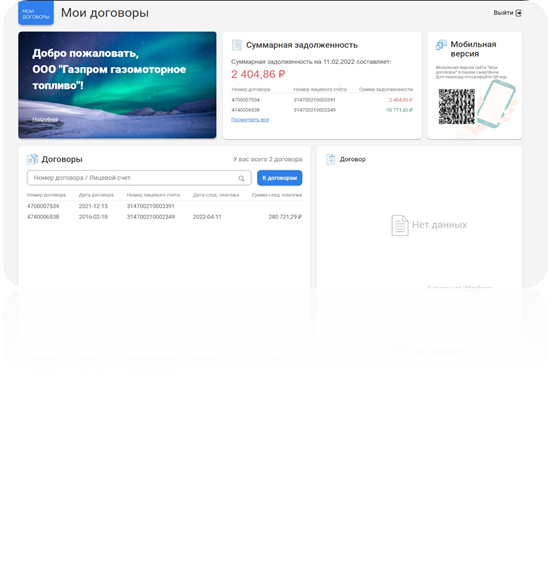 МОИ
ДОГОВОРЫ
Мои договоры
Выйти
Добро пожаловать,
ООО "Газпром газомоторное
топливо"!
Подробнее
Суммарная задолженность
Суммарная задолженность на 11.02.2022 составляет:
2 404,86 ₽
Номер договора Номер лицевого счёта Сумма задолженности
4700007534 314700210003391 2 404,86 ₽
4740006538 314700210002349 -10 771,60 ₽
Посмотреть все
Мобильная
версия
Мобильная версия сайта "Мои
договоры" в вашем смартфоне.
Для перехода отсканируйте QR-код.
Договоры
У вас всего 2 договора
Номер договора / Лицевой счет
К договорам
Номер договора Дата договора Номер лицевого счёта Дата след. платежа Сумма след. платежа
4700007534 2021-12-15 314700210003391
4740006538 2016-02-18 314700210002349 2022-04-11 280 721,29 ₽
Договор
Нет данных